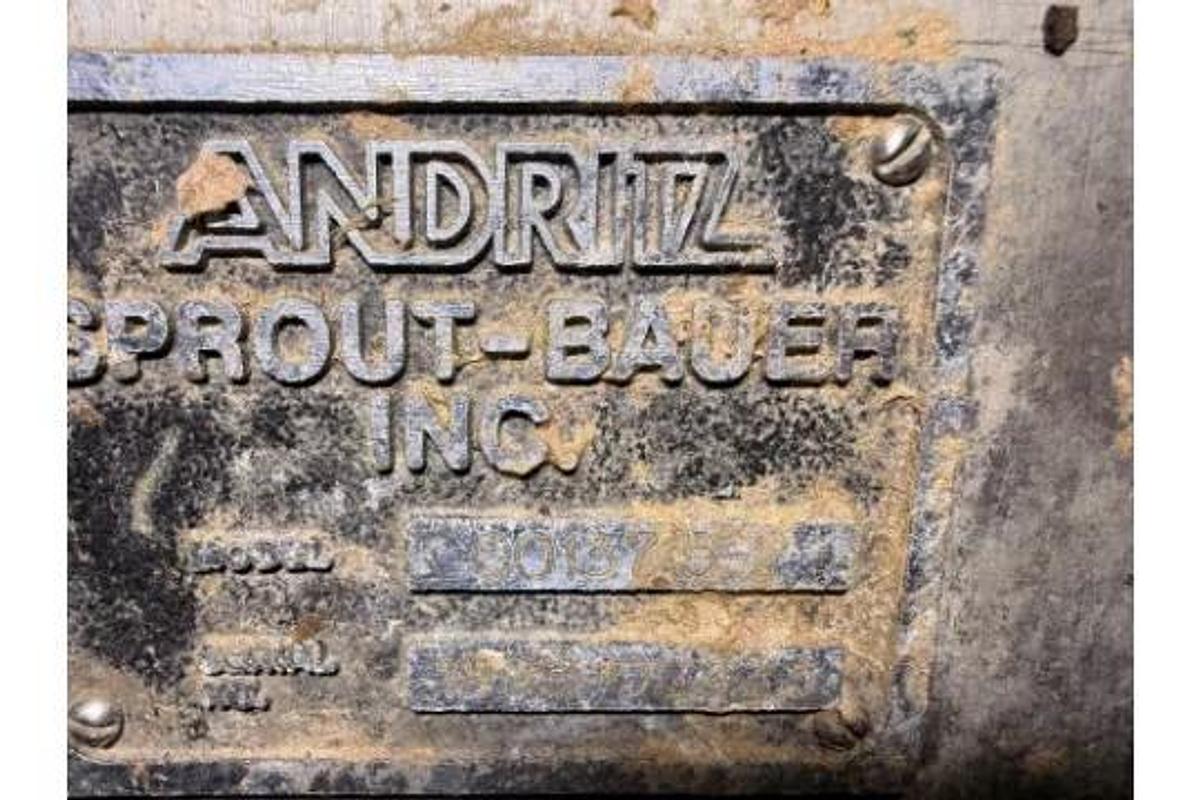 ANDRITZ
SPROUT-BAUER
INC.
MODEL
SERIAL
NO.